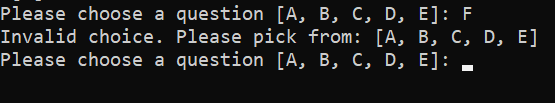 Please choose a question [A, B, C, D, E]: F
Invalid choice. Please pick from: [A, B, C, D, E]
Please choose a question [A, B, C, D, E]: